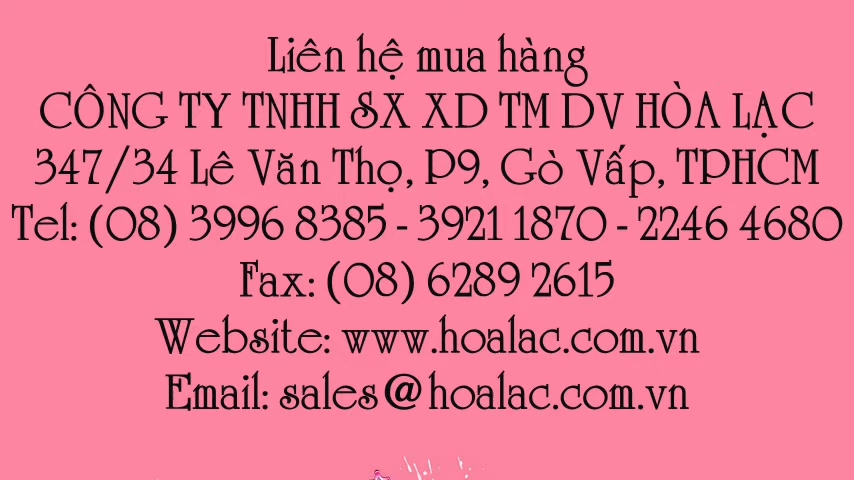 Liên hệ mua hàng
CÔNG TY TNHH SX XD TM DV HÒA LẠC
347/34 Lê Văn Thọ, P9, Gò Vấp, TPHCM
Tel: (08) 3996 8385 - 3921 1870 - 2246 4680
Fax: (08) 6289 2615
Website: www.hoalac.com.vn
Email: sales@hoalac.com.vn